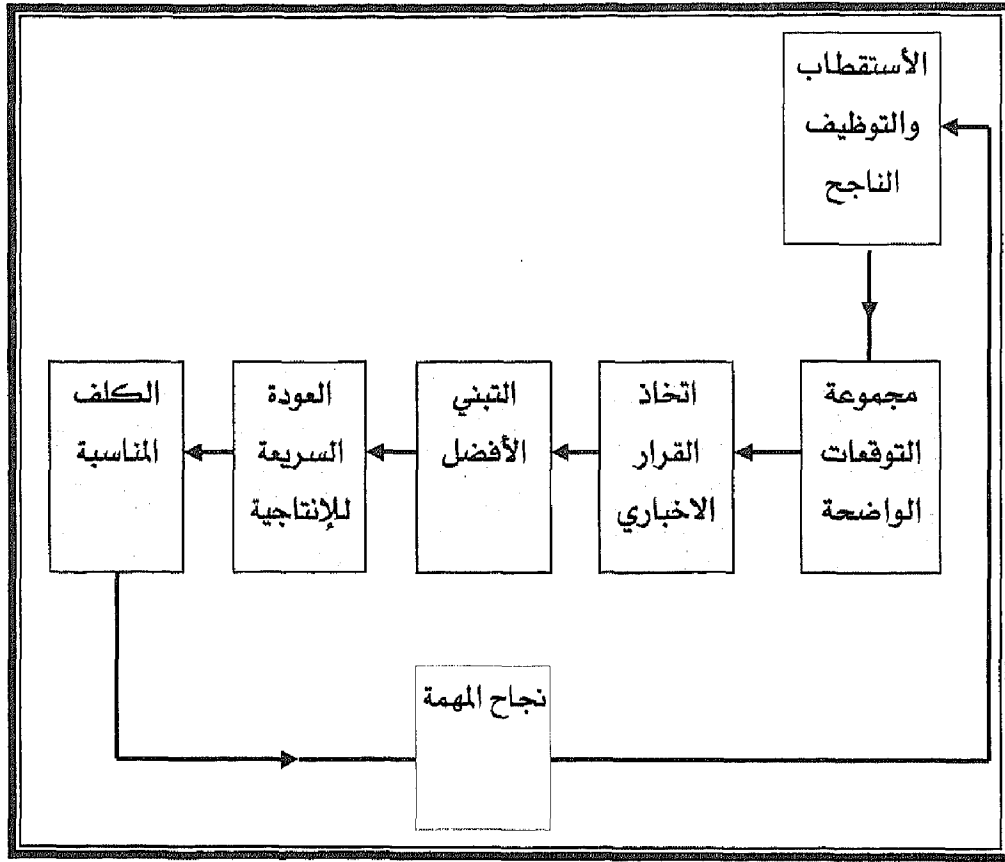 الأستقطاب
والتوظيف
الناجح
مجموعة
التوقعات
الواضحة
اتخاذ
القرار
الاخباري
التبني
الأفضل
العودة
السريعة
للإنتاجية
الكلف
المناسبة
نجاح المهمة